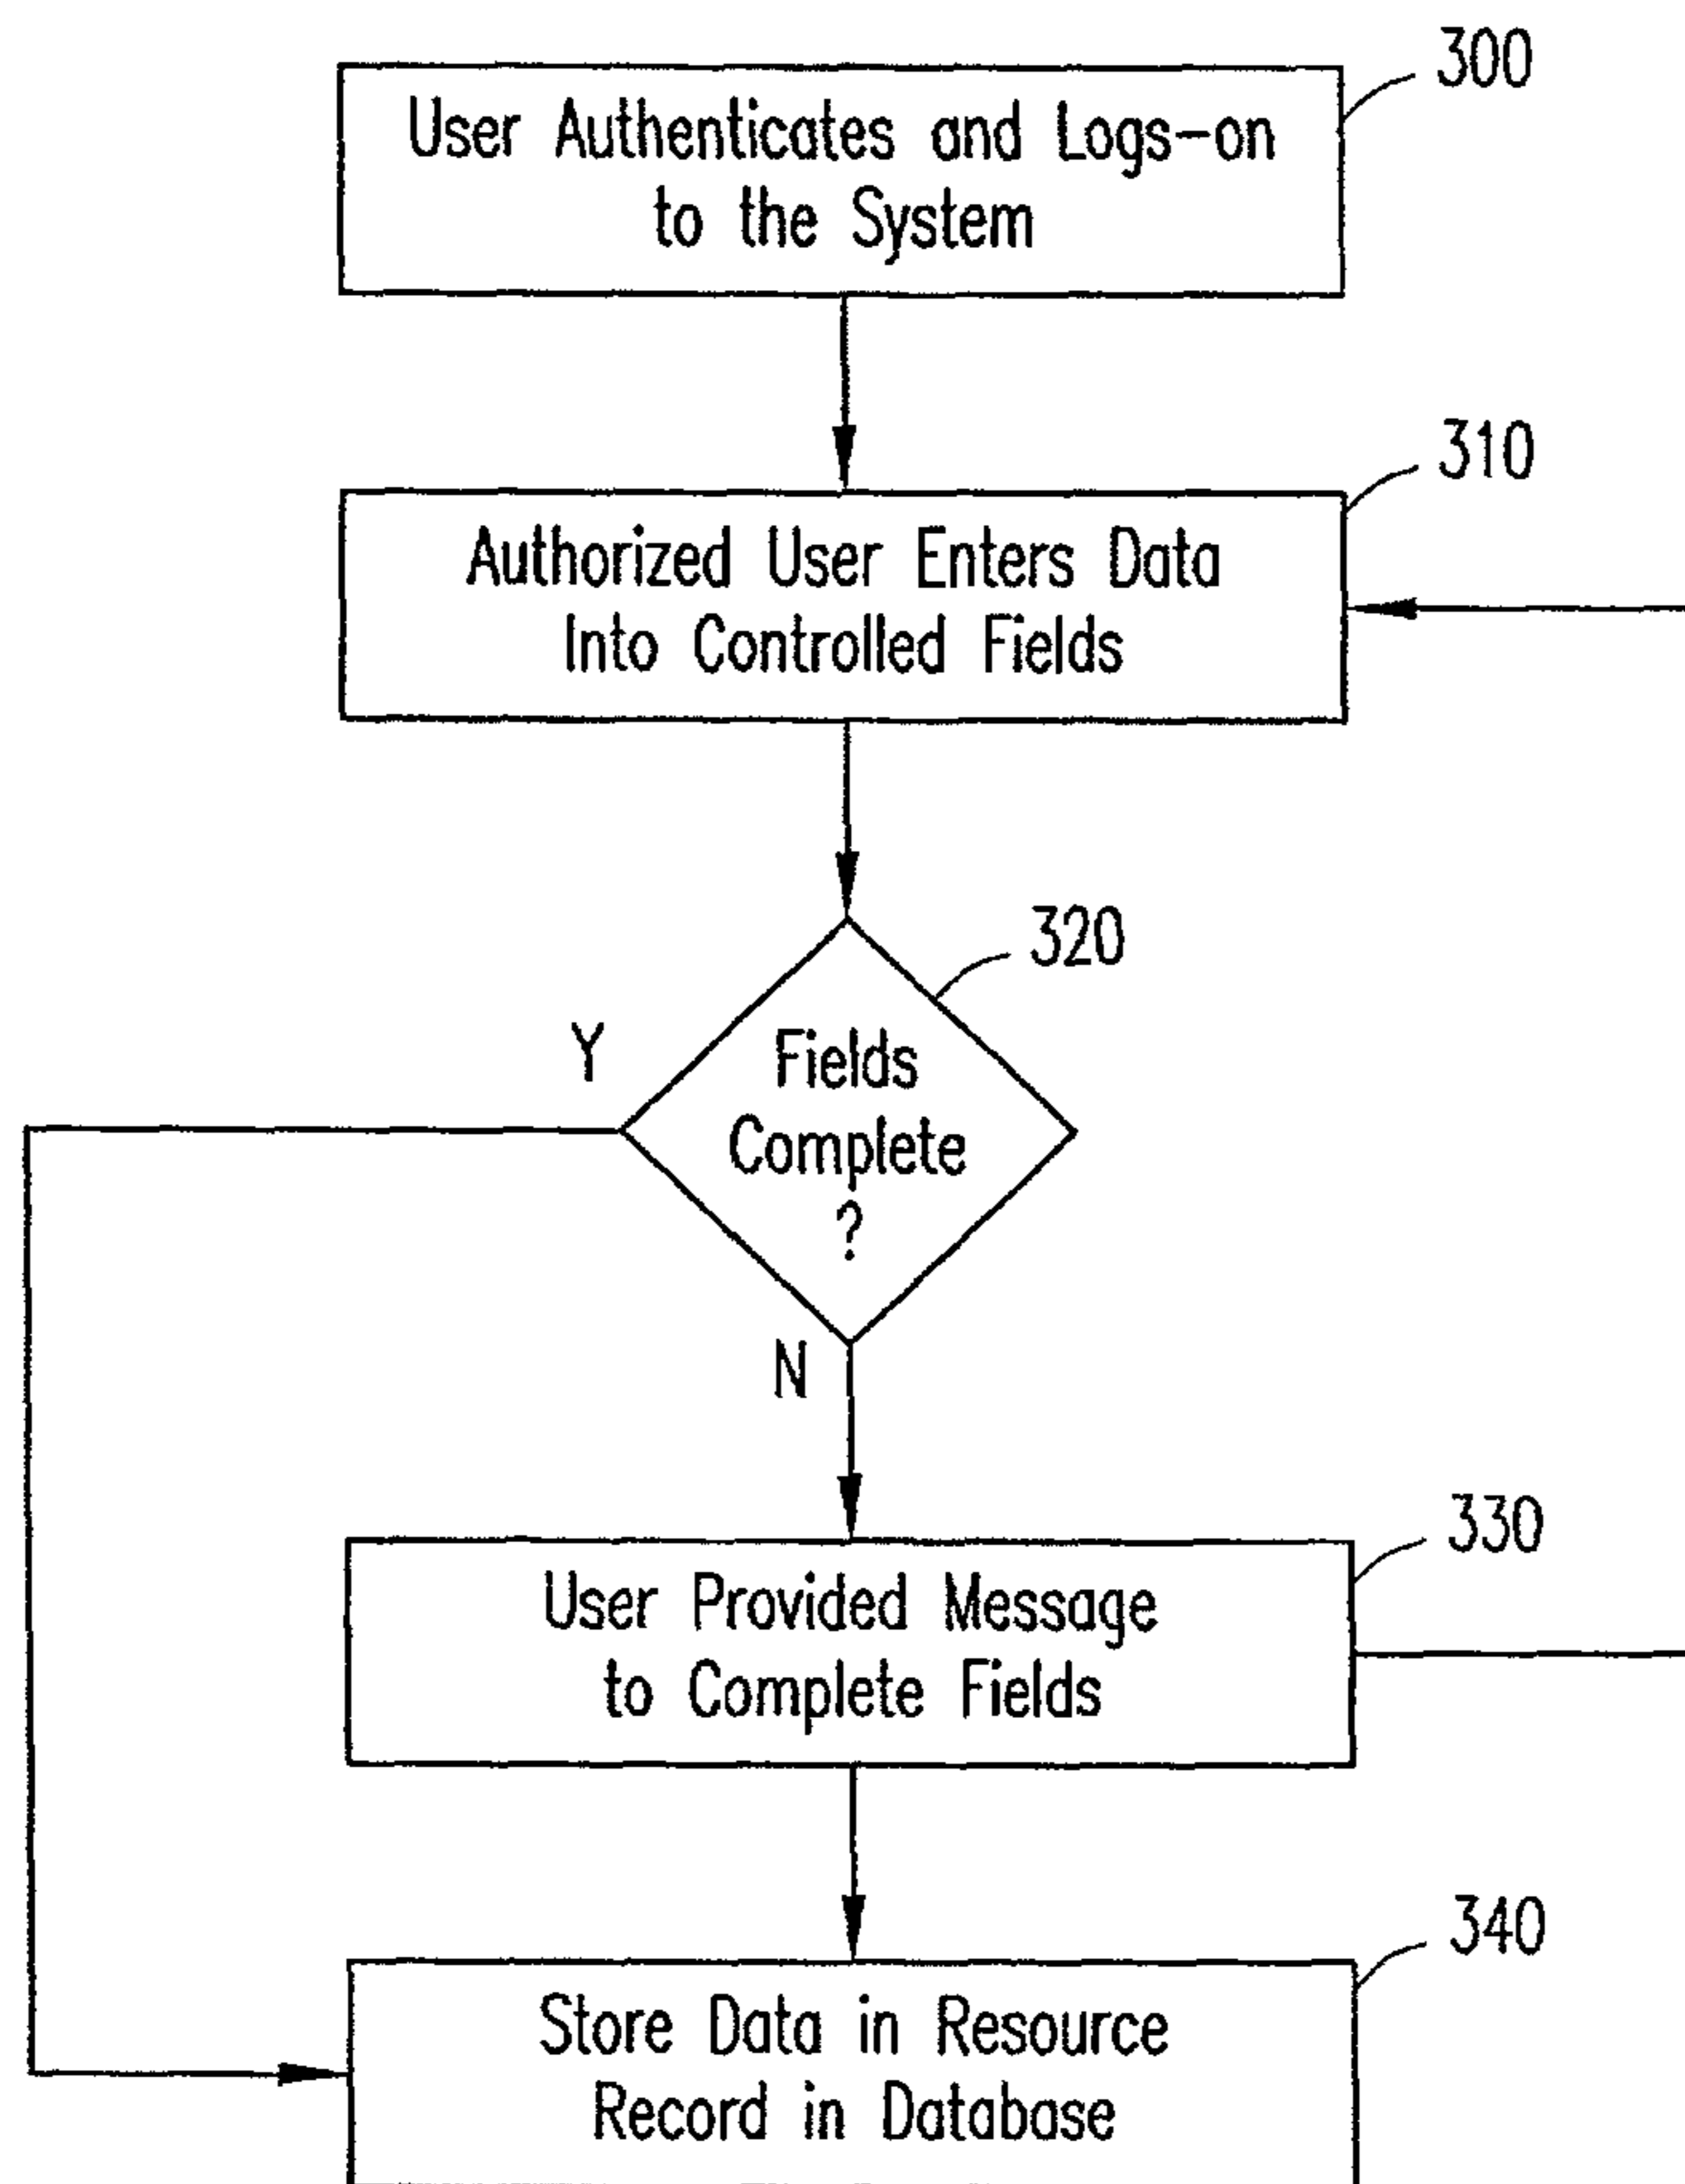 300
User Authenticates and Logs-on
to the System
310
Authorized User Enters Data
Into Controlled Fields
320
Y
Fields
Complete
?
N
330
User Provided Message
to Complete Fields
340
Store Data in Resource
Record in Database